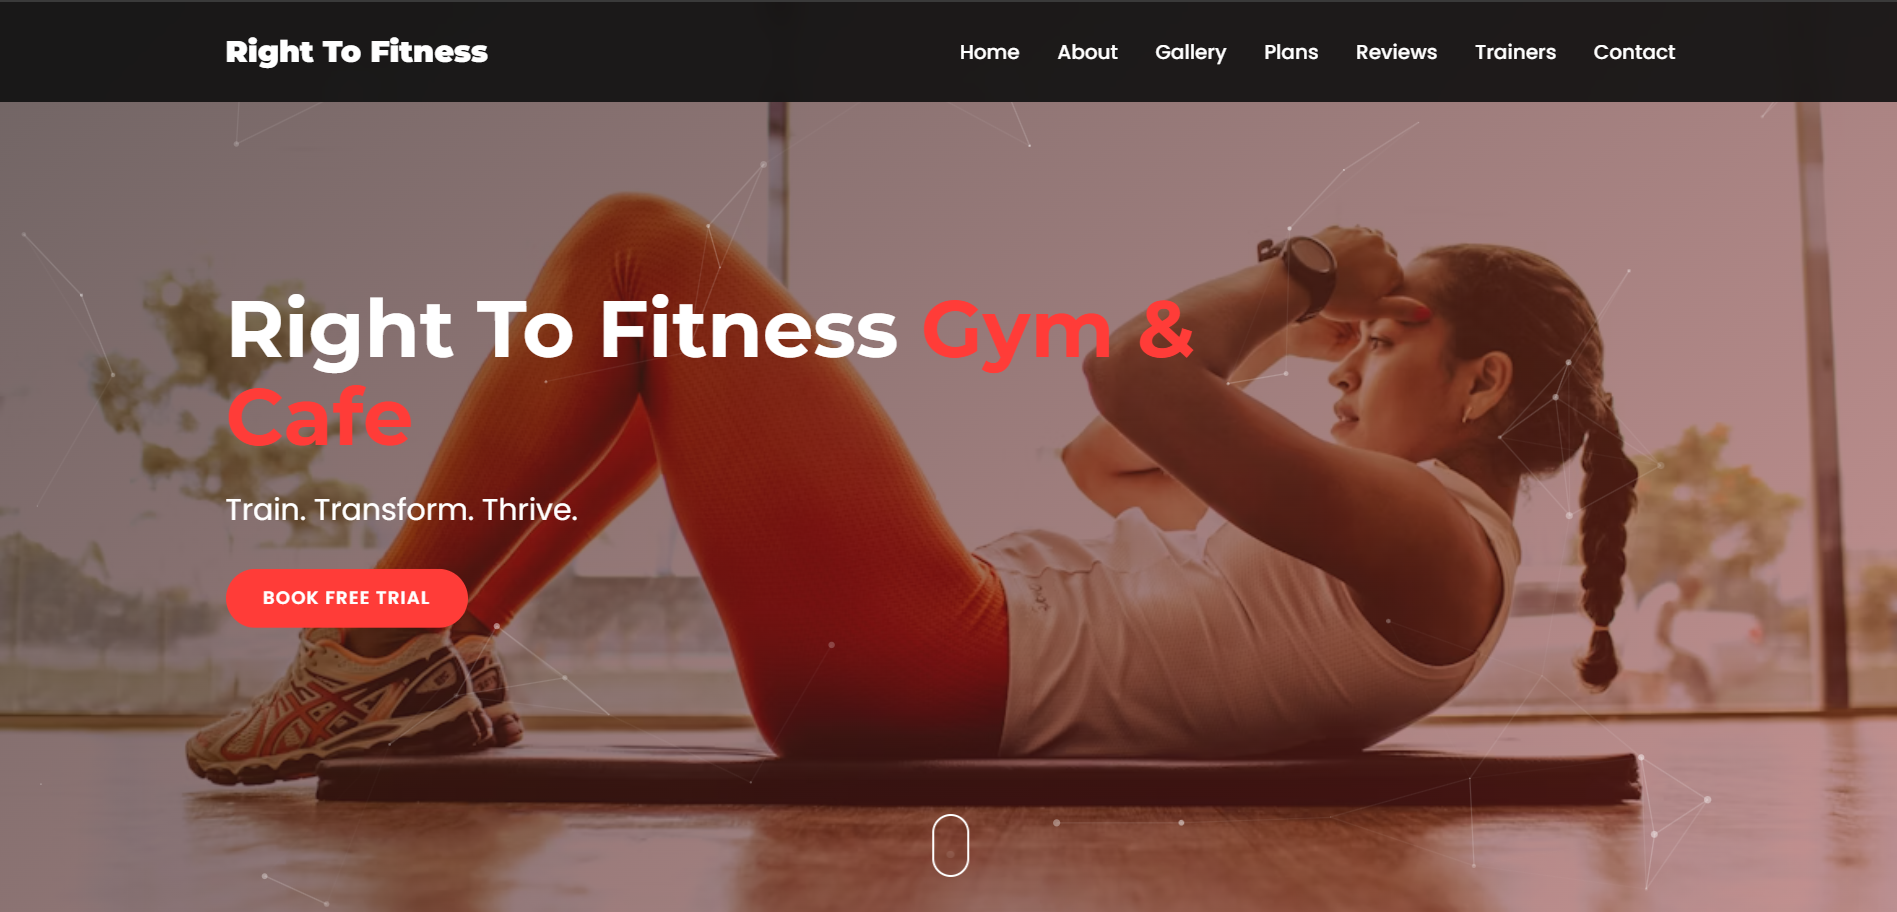 Right To Fitness
Home About Gallery Plans Reviews Trainers Contact
Right To Fitness Gym &
Cafe
Train. Transform. Thrive.
BOOK FREE TRIAL